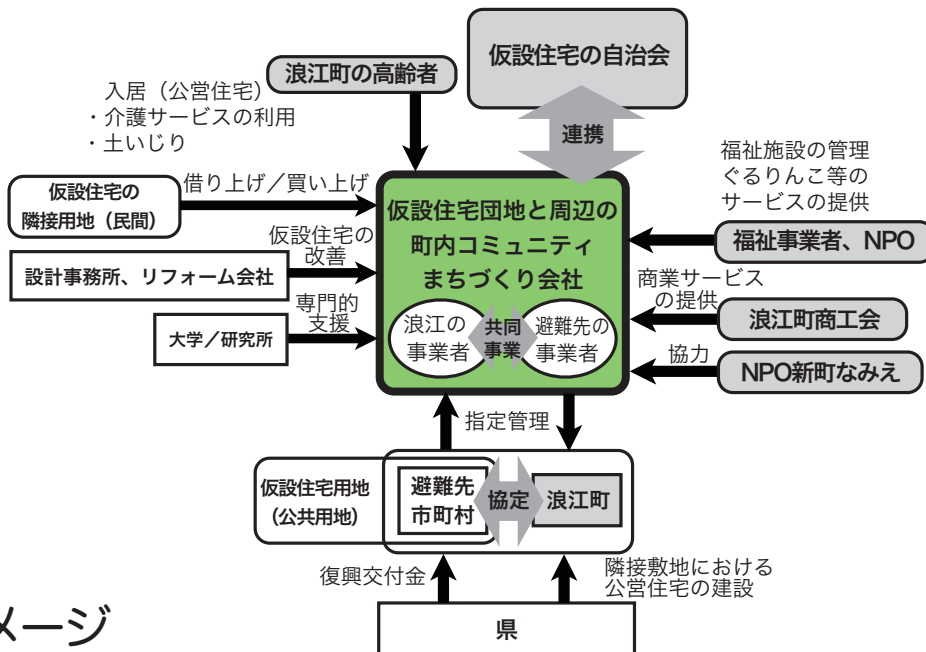 仮設住宅の自治会
浪江町の高齢者
入居（公営住宅）
・介護サービスの利用
・土いじり
連携
福祉施設の管理
ぐるりんこ等の
サービスの提供
仮設住宅の
隣接用地（民間）
借り上げ／買い上げ
仮設住宅団地と周辺の
町内コミュニティ
まちづくり会社
福祉事業者、NPO
仮設住宅の
改善
設計事務所、リフォーム会社
商業サービス
の提供
浪江町商工会
専門的
支援
大学／研究所
浪江の
事業者
共同
事業
避難先の
事業者
協力
NPO新町なみえ
指定管理
仮設住宅用地
（公共用地）
避難先
市町村
協定
浪江町
復興交付金
隣接敷地における
公営住宅の建設
県
メージ